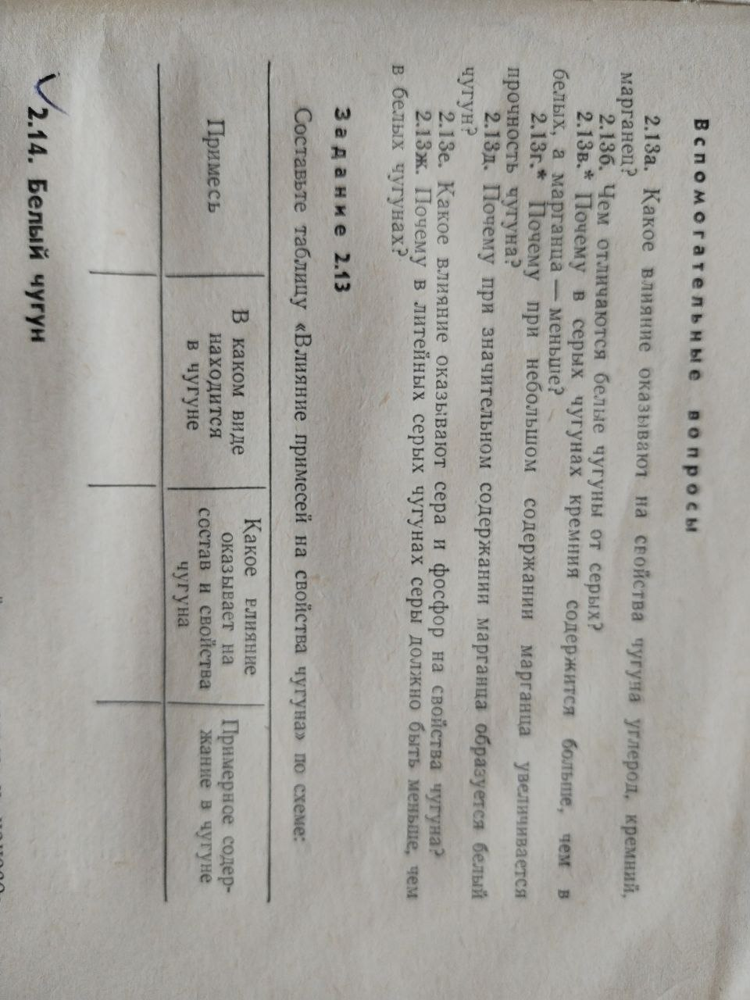 Вспомогательные вопросы
2.13а. Какое влияние оказывают на свойства чугуна углерод, кремний,
марганец?
2.13б. Чем отличаются белые чугуны от серых?
2.13в.* Почему в серых чугунах кремния содержится больше, чем в
белых, а марганца — меньше?
2.13г.* Почему при небольшом содержании марганца увеличивается
прочность чугуна?
2.13д. Почему при значительном содержании марганца образуется белый
чугун?
2.13е. Какое влияние оказывают сера и фосфор на свойства чугуна?
2.13ж. Почему в литейных серых чугунах серы должно быть меньше, чем
в белых чугунах?
Задание 2.13
Составьте таблицу «Влияние примесей на свойства чугуна» по схеме:
Примесь
В каком виде
находится
в чугуне
Какое влияние
оказывает на
состав и свойства
чугуна
Примерное содер-
жание в чугуне
2.14. Белый чугун